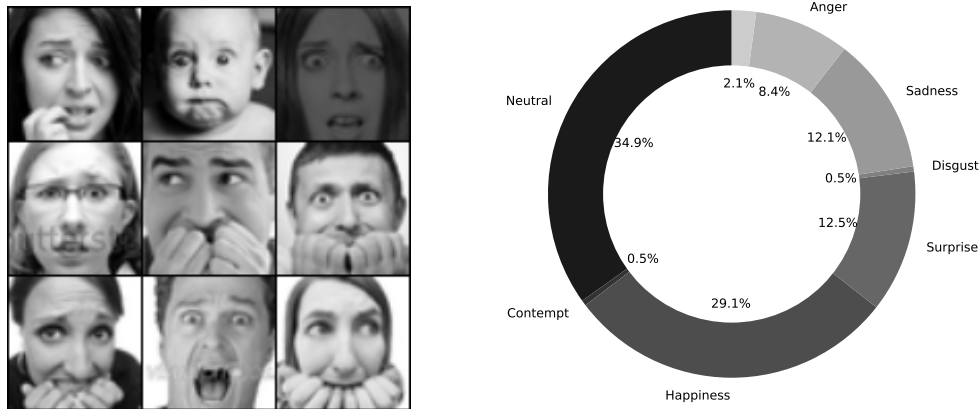 Anger
2.1%
8.4%
Sadness
Neutral
34.9%
12.1%
Disgust
0.5%
12.5%
Surprise
0.5%
Contempt
29.1%
Happiness